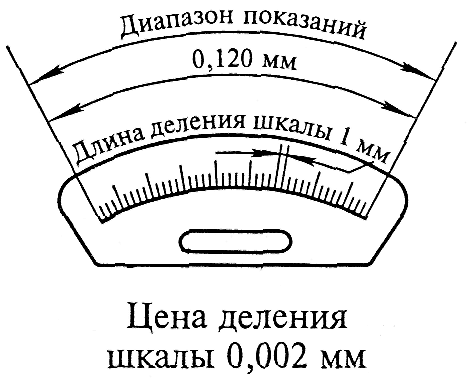 Диапазон показаний
0,120 мм
Длина деления шкалы 1 мм
Цена деления
шкалы 0,002 мм